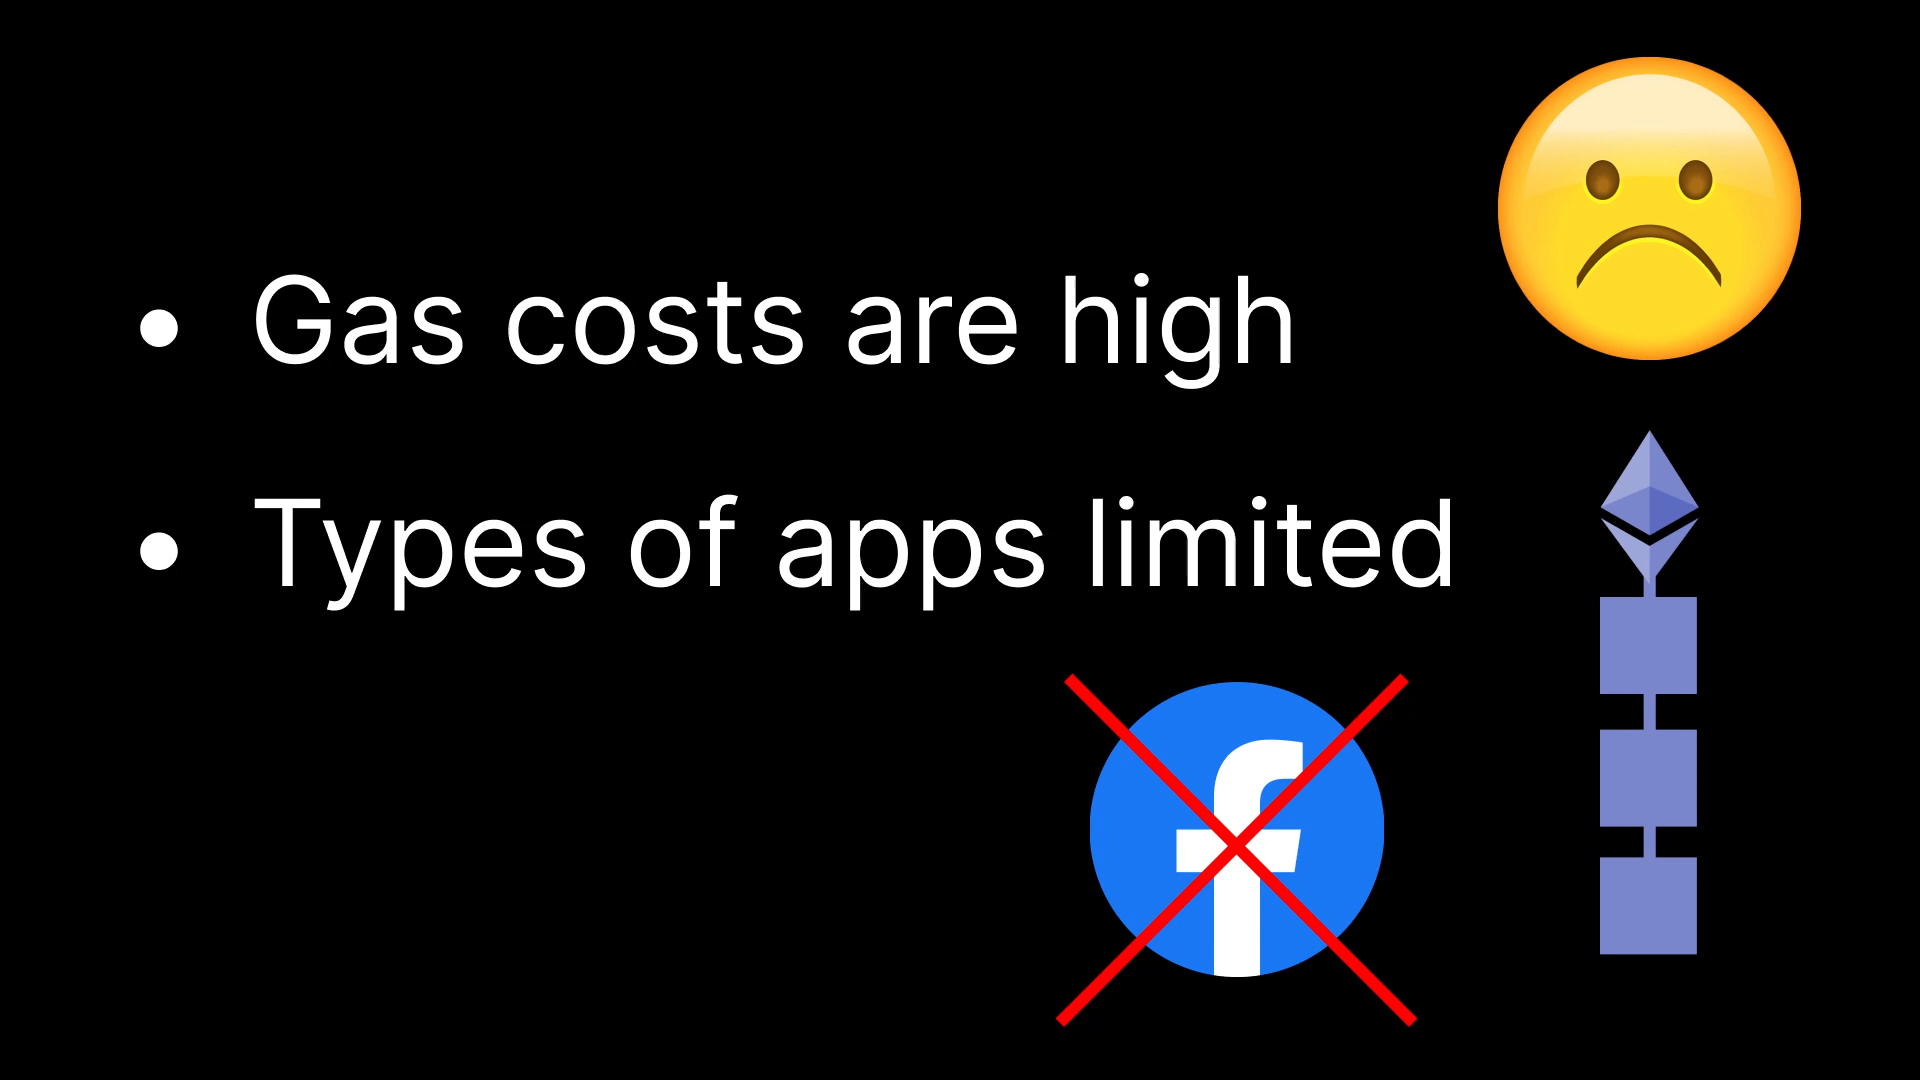 • Gas costs are high
• Types of apps limited